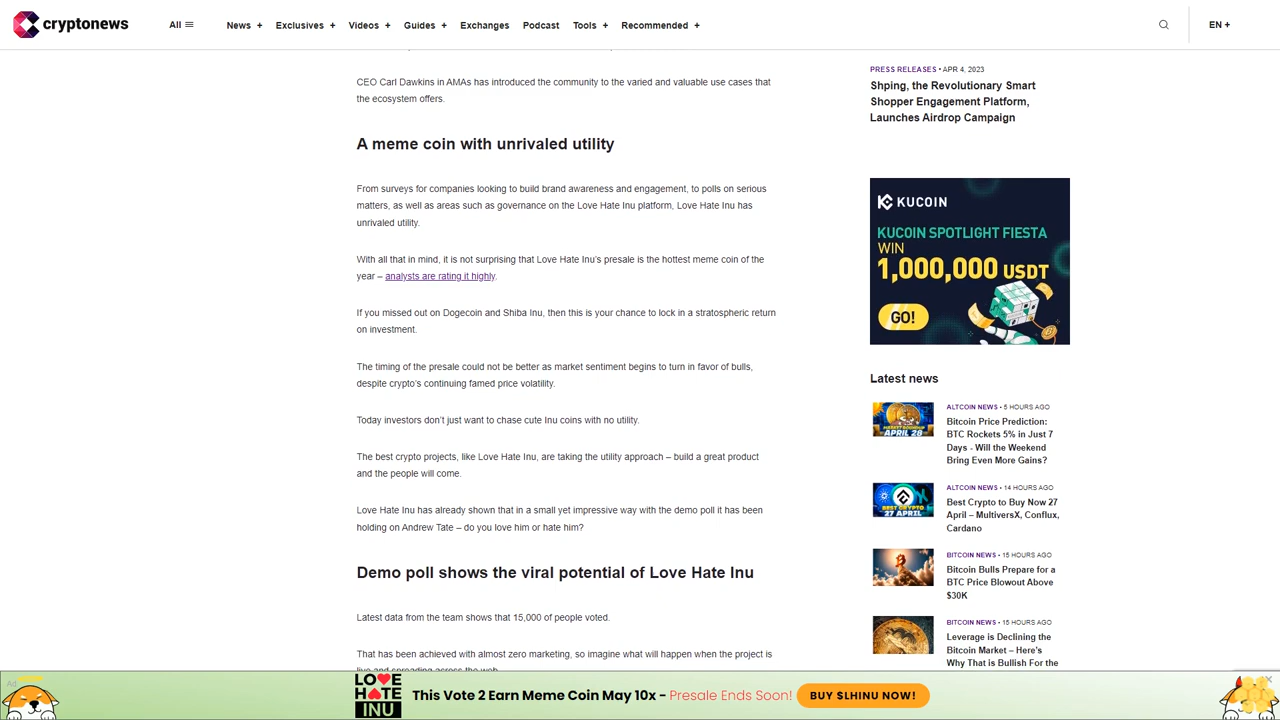 cryptonews
All
News +
Exclusives +
Videos +
Guides +
Exchanges
Podcast
Tools +
Recommended +
EN +
CEO Carl Dawkins in AMAs has introduced the community to the varied and valuable use cases that
the ecosystem offers.
A meme coin with unrivaled utility
From surveys for companies looking to build brand awareness and engagement, to polls on serious
matters, as well as areas such as governance on the Love Hate Inu platform, Love Hate Inu has
unrivaled utility.
With all that in mind, it is not surprising that Love Hate Inu's presale is the hottest meme coin of the
year – analysts are rating it highly.
If you missed out on Dogecoin and Shiba Inu, then this is your chance to lock in a stratospheric return
on investment.
The timing of the presale could not be better as market sentiment begins to turn in favor of bulls,
despite crypto's continuing famed price volatility.
Today investors don't just want to chase cute Inu coins with no utility.
The best crypto projects, like Love Hate Inu, are taking the utility approach – build a great product
and the people will come.
Love Hate Inu has already shown that in a small yet impressive way with the demo poll it has been
holding on Andrew Tate – do you love him or hate him?
Demo poll shows the viral potential of Love Hate Inu
Latest data from the team shows that 15,000 of people voted.
That has been achieved with almost zero marketing, so imagine what will happen when the project is
live and spreading across the web.
PRESS RELEASES • APR 4, 2023
Shping, the Revolutionary Smart
Shopper Engagement Platform,
Launches Airdrop Campaign
KUCOIN
KUCOIN SPOTLIGHT FIESTA
WIN
1,000,000 USDT
GO!
Latest news
ALTCOIN NEWS • 5 HOURS AGO
Bitcoin Price Prediction:
BTC Rockets 5% in Just 7
Days - Will the Weekend
Bring Even More Gains?
APRIL 28
ALTCOIN NEWS • 14 HOURS AGO
Best Crypto to Buy Now 27
April – MultiversX, Conflux,
Cardano
BEST CRYPTO
27 APRIL
BITCOIN NEWS • 15 HOURS AGO
Bitcoin Bulls Prepare for a
BTC Price Blowout Above
$30K
BITCOIN NEWS • 15 HOURS AGO
Leverage is Declining the
Bitcoin Market – Here's
Why That is Bullish For the
Ad
LOVE
HATE
INU
This Vote 2 Earn Meme Coin May 10x - Presale Ends Soon!
BUY $LHINU NOW!